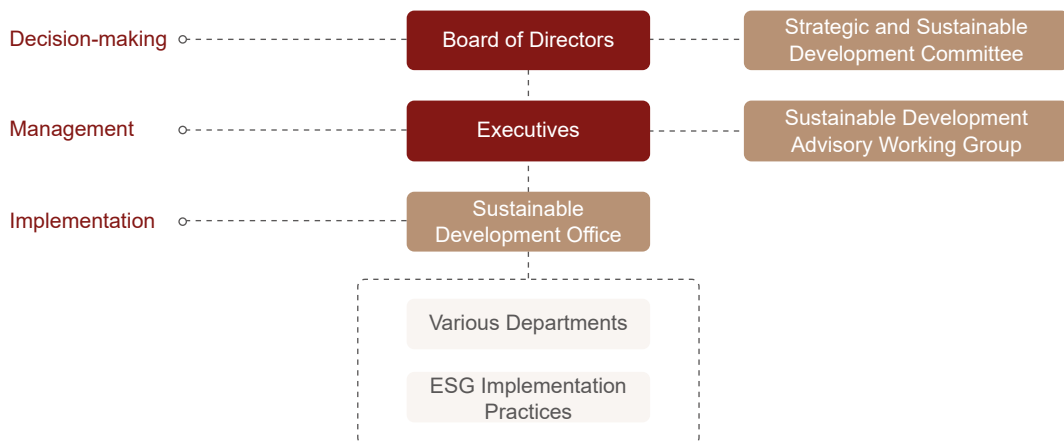 Decision-making
Board of Directors
Strategic and Sustainable
Development Committee
Management
Executives
Sustainable Development
Advisory Working Group
Implementation
Sustainable
Development Office
Various Departments
ESG Implementation
Practices